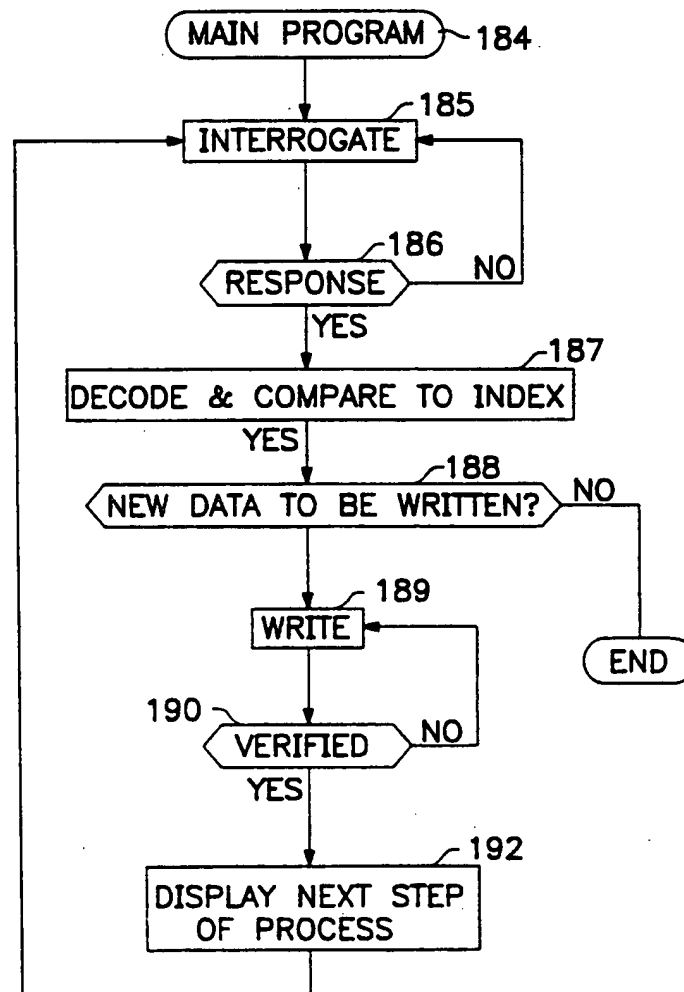 MAIN PROGRAM
184
185
INTERROGATE
186
RESPONSE
NO
YES
187
DECODE & COMPARE TO INDEX
YES
188
NEW DATA TO BE WRITTEN?
NO
189
WRITE
END
190
VERIFIED
NO
YES
192
DISPLAY NEXT STEP
OF PROCESS